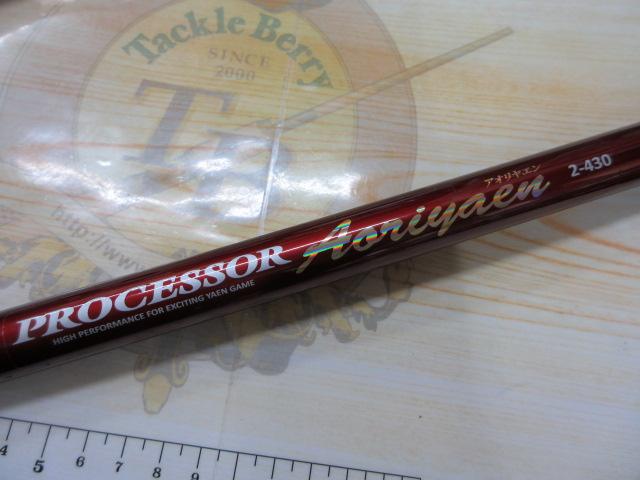 Tackle Berry
SINCE
2000
TB
http://www.
PROCESSOR Aoriyaen 2-430
アオリヤエン
HIGH PERFORMANCE FOR EXCITING YAEN GAME
4 5 6 7 8 9